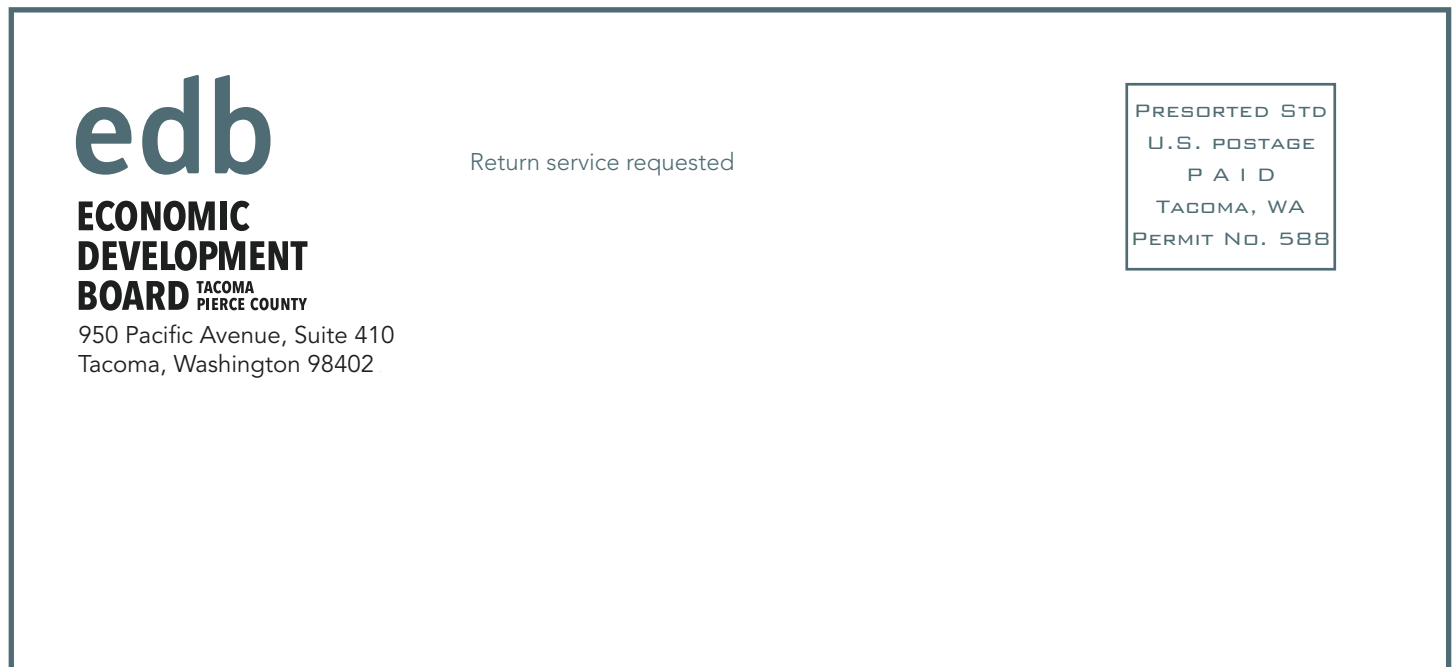 edb
ECONOMIC
DEVELOPMENT
BOARD TACOMA
PIERCE COUNTY
950 Pacific Avenue, Suite 410
Tacoma, Washington 98402
Return service requested
PRESORTED STD
U.S. POSTAGE
PAID
TACOMA, WA
PERMIT NO. 588